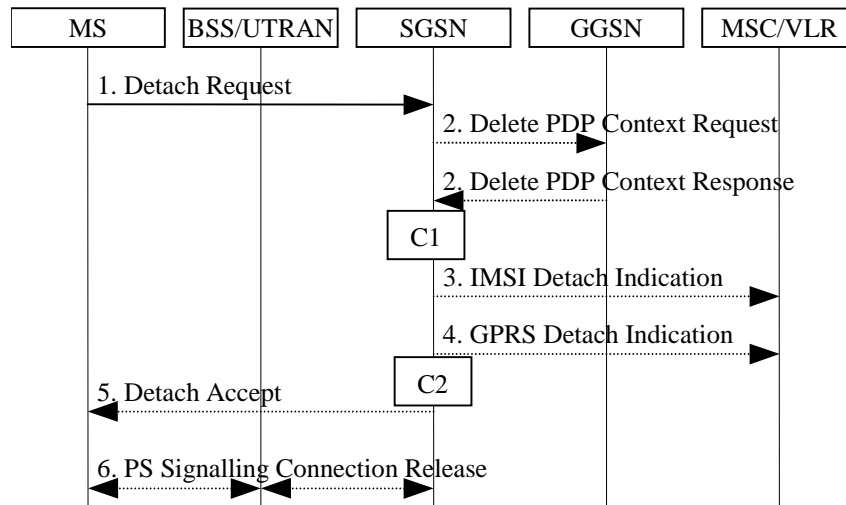 MS
BSS/UTRAN
SGSN
GGSN
MSC/VLR
1. Detach Request
2. Delete PDP Context Request
2. Delete PDP Context Response
C1
3. IMSI Detach Indication
4. GPRS Detach Indication
C2
5. Detach Accept
6. PS Signalling Connection Release